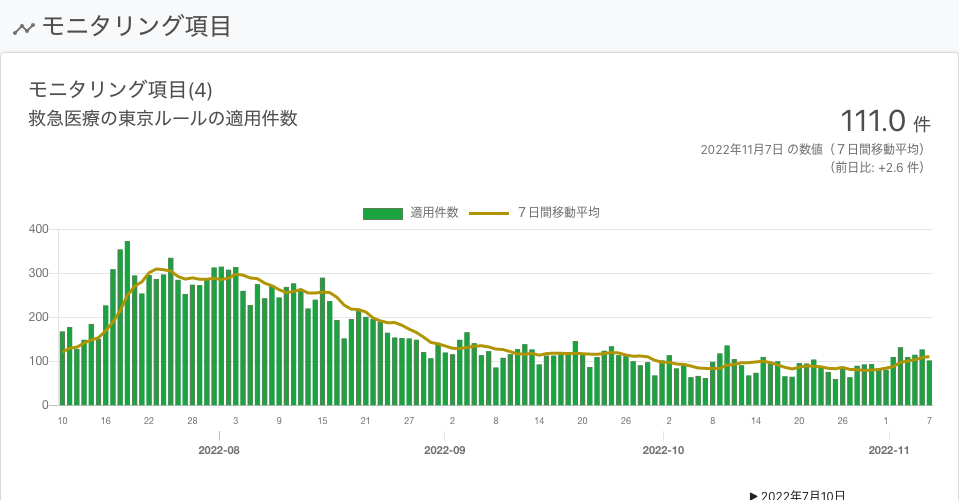 モニタリング項目
モニタリング項目(4)
救急医療の東京ルールの適用件数
111.0 件
2022年11月7日 の数値（７日間移動平均）
（前日比: +2.6 件）
適用件数 ７日間移動平均
400
300
200
100
0
10 16 22 28 3 9 15 21 27 2 8 14 20 26 2 8 14 20 26 1 7
2022-08 2022-09 2022-10 2022-11
▶ 2022年7月10日